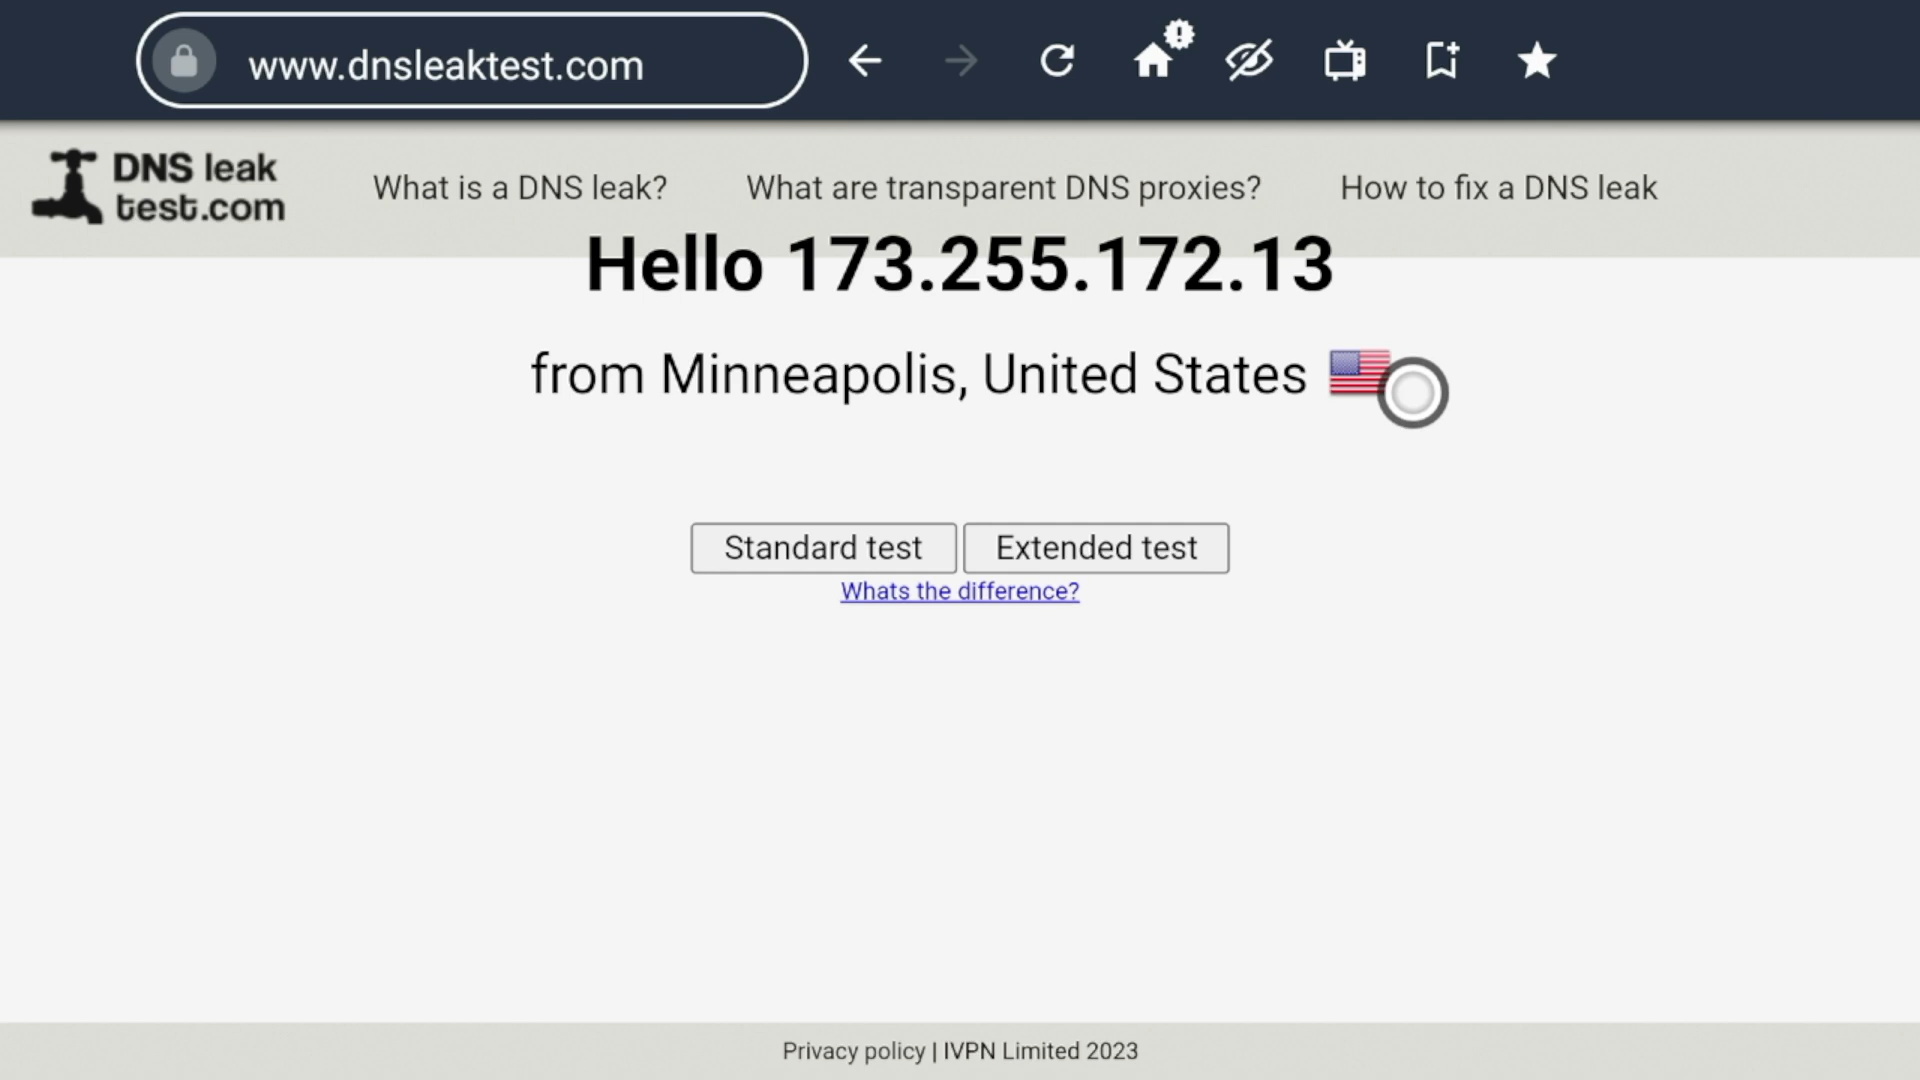 www.dnsleaktest.com
DNS leak
test.com
What is a DNS leak?
What are transparent DNS proxies?
How to fix a DNS leak
Hello 173.255.172.13
from Minneapolis, United States
Standard test
Extended test
Whats the difference?
Privacy policy | IVPN Limited 2023